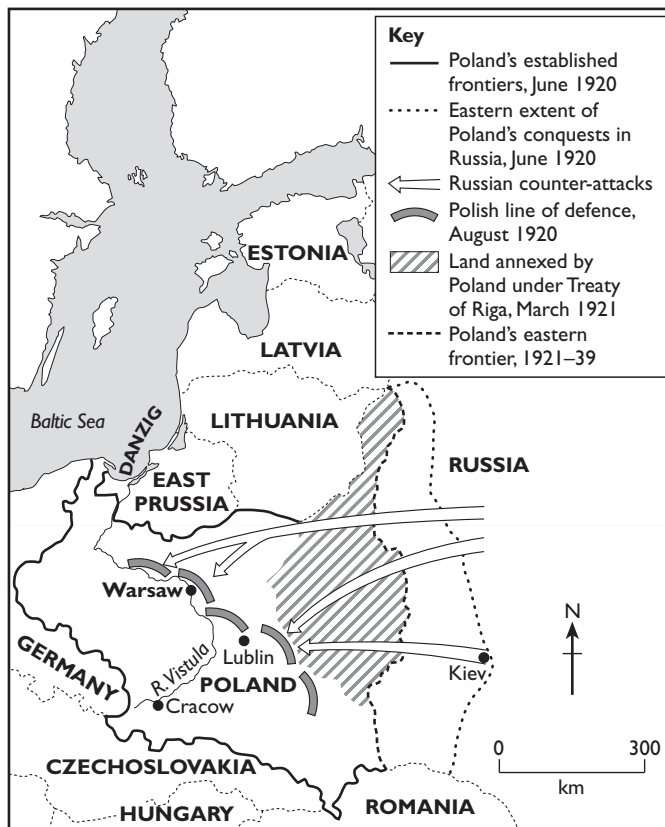 Key
Poland's established
frontiers, June 1920
Eastern extent of
Poland's conquests in
Russia, June 1920
Russian counter-attacks
Polish line of defence,
August 1920
Land annexed by
Poland under Treaty
of Riga, March 1921
Poland's eastern
frontier, 1921–39
ESTONIA
LATVIA
Baltic Sea
LITHUANIA
DANZIG
RUSSIA
EAST
PRUSSIA
Warsaw
N
Lublin
GERMANY
R. Vistula
POLAND
Kiev
Cracow
0 300
km
CZECHOSLOVAKIA
HUNGARY
ROMANIA